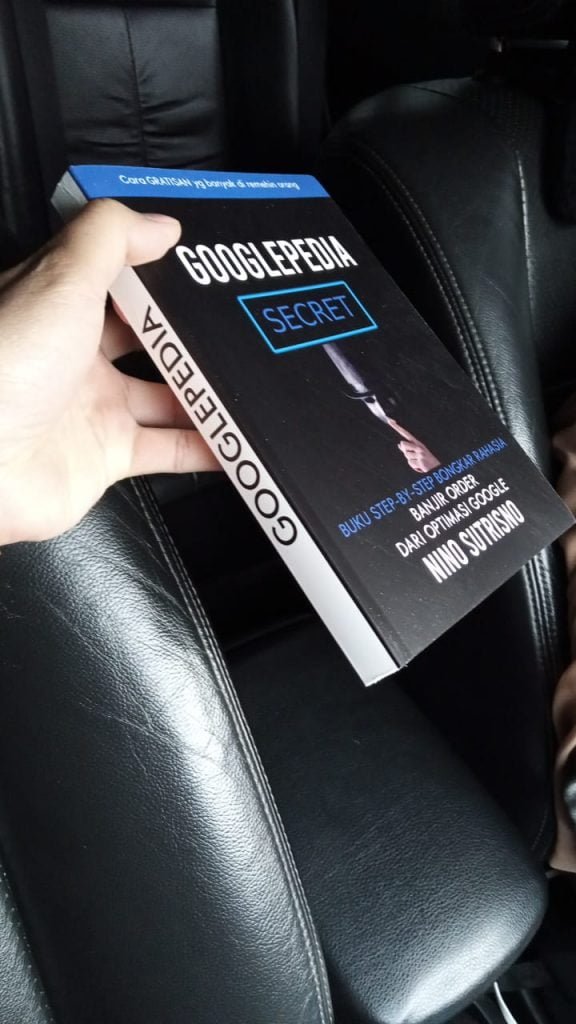 Cara GRATISAN yg banyak di remehin orang
GOOGLEPEDIA
SECRET
BUKU STEP-BY-STEP BONGKAR RAHASIA
BANJIR ORDER
DARI OPTIMASI GOOGLE
NINO SUTRISNO
GOOGLEPEDIA